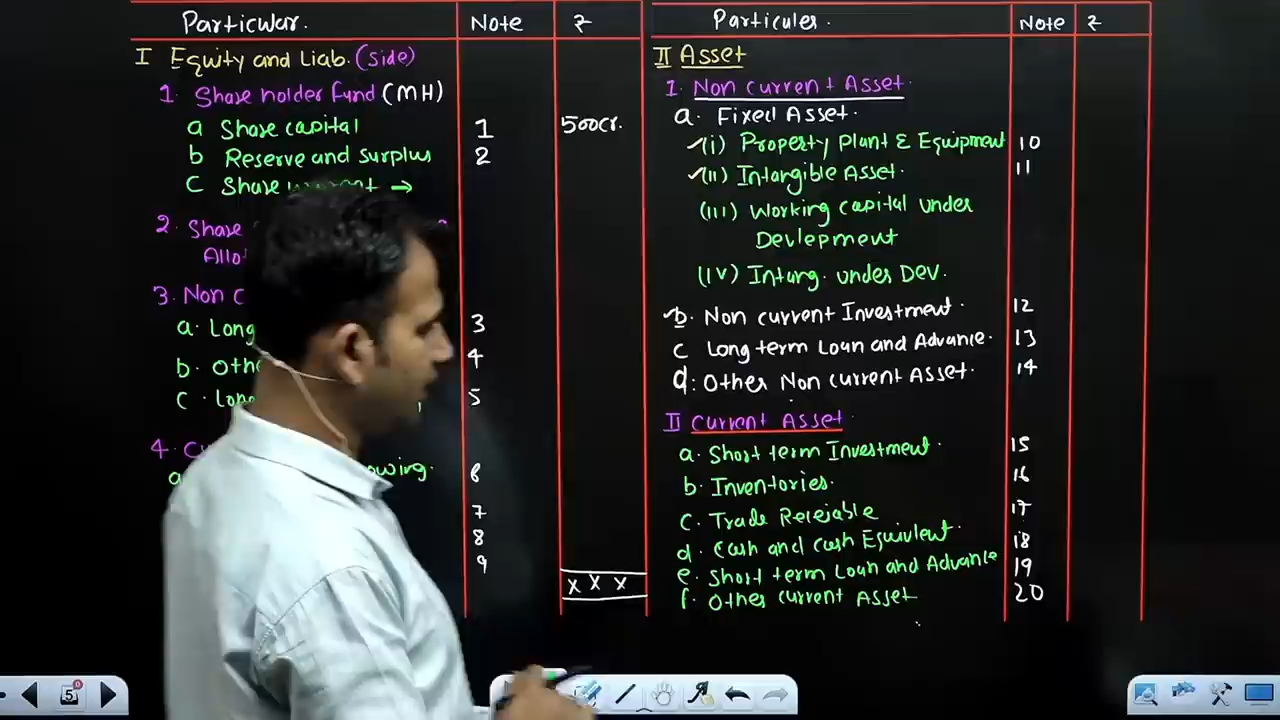 Particular. Note ₹
I Equity and Liab. (side)
1. Share holder fund (MH)
a Share capital 1 500cr.
b Reserve and Surplus 2
C Share →
2. Share
Allo
3. Non C
a. Long 3
b. Othe 4
C. Lon 5
4. C
a owing. 6
7
8
9
X X X
Particules. Note ₹
II Asset
1. Non current Asset.
a. Fixed Asset.
(i) Property Plant & Equipment 10
(ii) Intangible Asset. 11
(iii) Working capital under
Devlepment
(iv) Intang. under Dev.
b. Non current Investment. 12
C Long term Loan and Advance. 13
d. Other Non current Asset. 14
II Current Asset.
a. Short term Investment. 15
b. Inventories. 16
C. Trade Recejable 17
d. Cash and cash Equivlent. 18
e. Short term Loan and Advance 19
f. Other current Asset 20
5